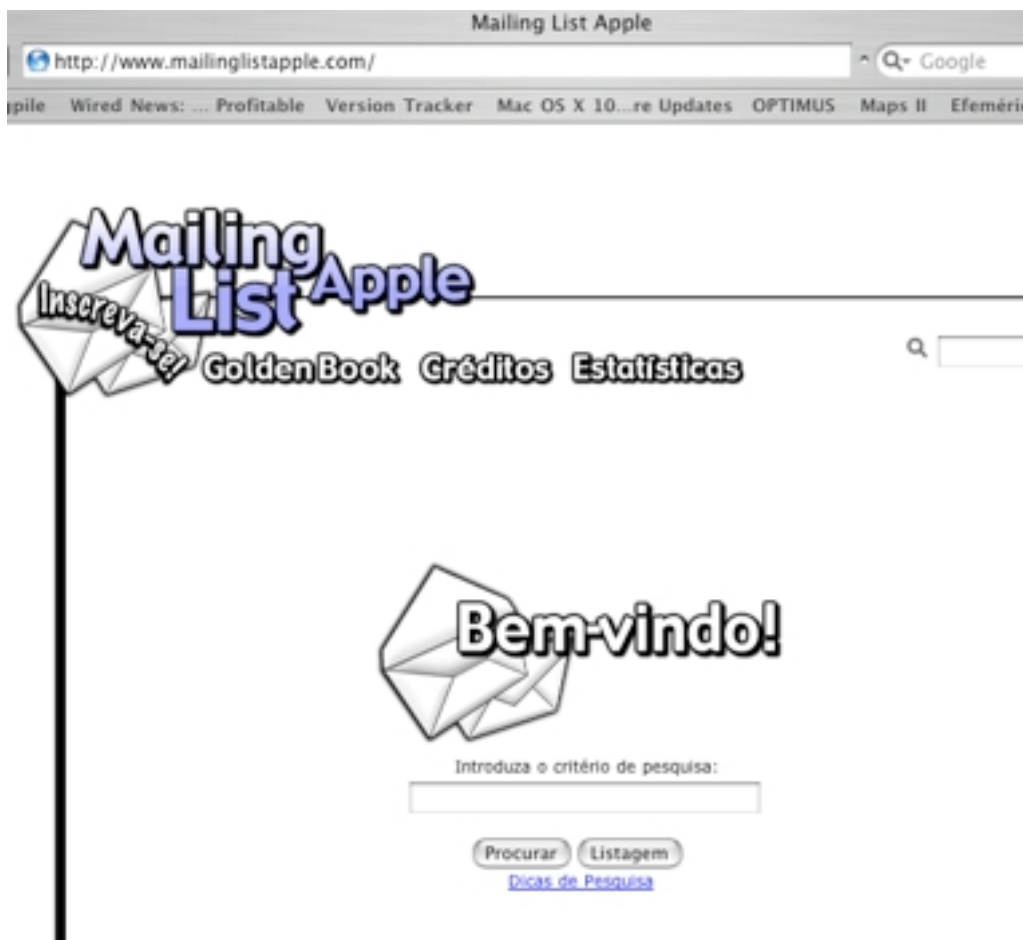 Mailing List Apple
http://www.mailinglistapple.com/
Google
Wired News: ... Profitable Version Tracker Mac OS X 10...re Updates OPTIMUS Maps II
Mailing
List Apple
Inscreva-se!
Golden Book Créditos Estatísticas
Bem-vindo!
Introduza o critério de pesquisa:
Procurar Listagem
Dicas de Pesquisa